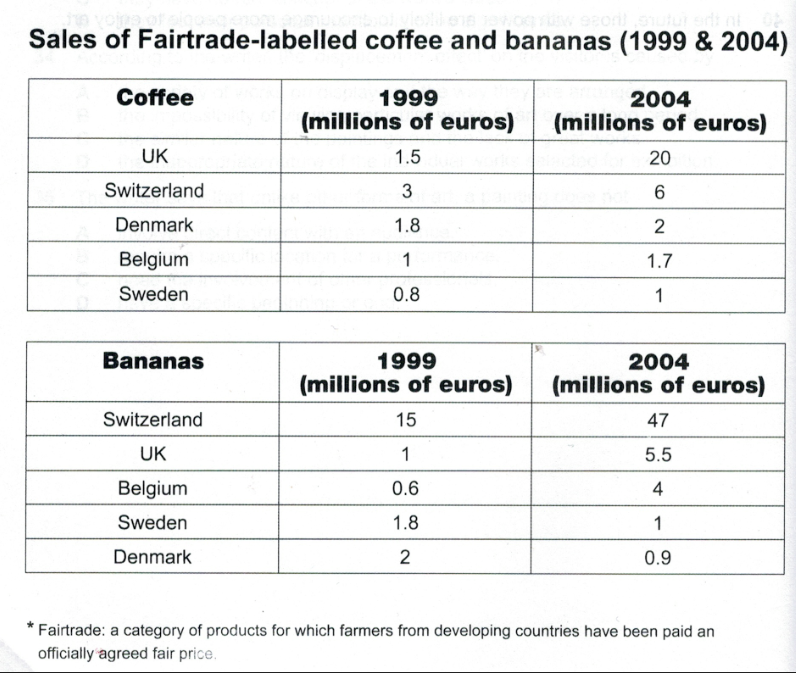 Sales of Fairtrade-labelled coffee and bananas (1999 & 2004)
Coffee 1999 (millions of euros) 2004 (millions of euros)
UK 1.5 20
Switzerland 3 6
Denmark 1.8 2
Belgium 1 1.7
Sweden 0.8 1
Bananas 1999 (millions of euros) 2004 (millions of euros)
Switzerland 15 47
UK 1 5.5
Belgium 0.6 4
Sweden 1.8 1
Denmark 2 0.9
* Fairtrade: a category of products for which farmers from developing countries have been paid an
officially agreed fair price.